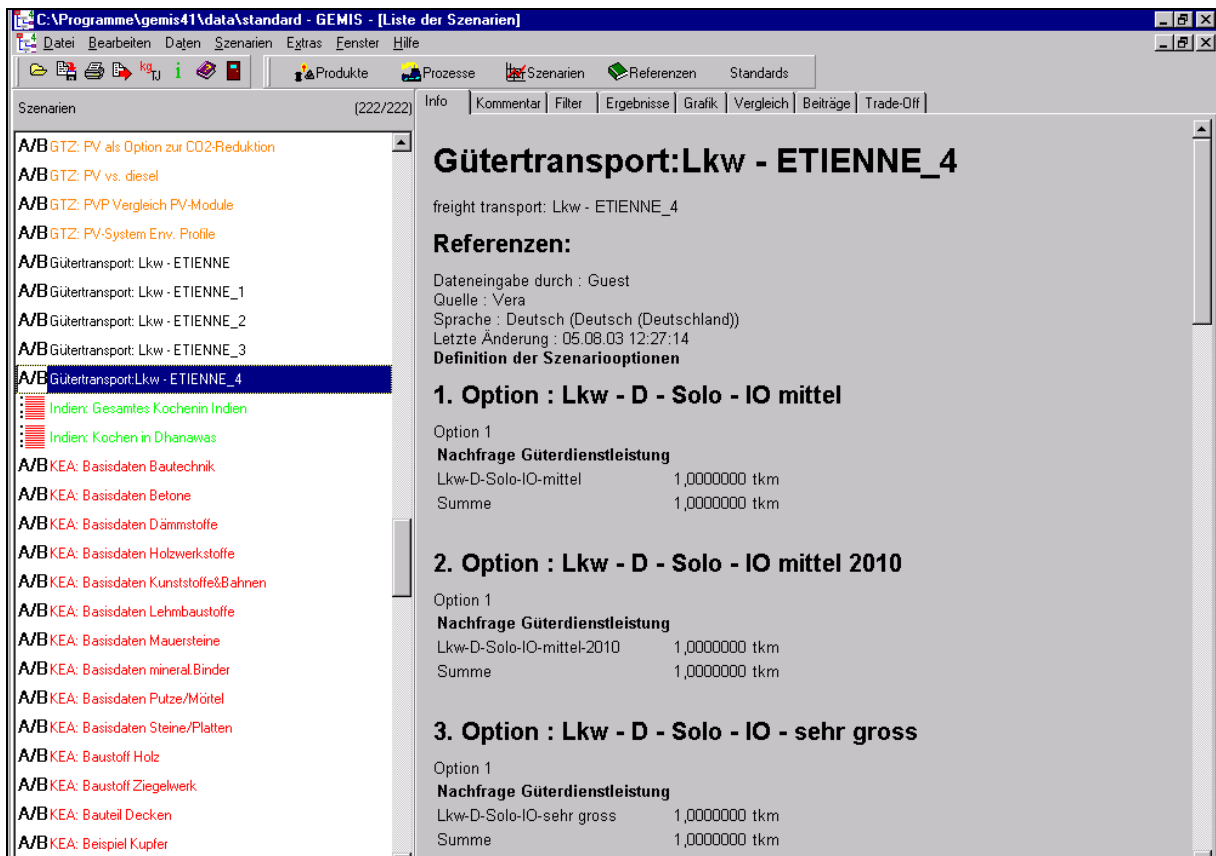 C:\Programme\gemis41\data\standard - GEMIS - [Liste der Szenarien]
Datei Bearbeiten Daten Szenarien Extras Fenster Hilfe
kg TJ i Produkte Prozesse Szenarien Referenzen Standards
Szenarien (222/222)
A/B GTZ: PV als Option zur CO2-Reduktion
A/B GTZ: PV vs. diesel
A/B GTZ: PVP Vergleich PV-Module
A/B GTZ: PV-System Env. Profile
A/B Gütertransport: Lkw - ETIENNE
A/B Gütertransport: Lkw - ETIENNE_1
A/B Gütertransport: Lkw - ETIENNE_2
A/B Gütertransport: Lkw - ETIENNE_3
A/B Gütertransport:Lkw - ETIENNE_4
Indien: Gesamtes Kochenin Indien
Indien: Kochen in Dhanawas
A/B KEA: Basisdaten Bautechnik
A/B KEA: Basisdaten Betone
A/B KEA: Basisdaten Dämmstoffe
A/B KEA: Basisdaten Holzwerkstoffe
A/B KEA: Basisdaten Kunststoffe&Bahnen
A/B KEA: Basisdaten Lehmbaustoffe
A/B KEA: Basisdaten Mauersteine
A/B KEA: Basisdaten mineral.Binder
A/B KEA: Basisdaten Putze/Mörtel
A/B KEA: Basisdaten Steine/Platten
A/B KEA: Baustoff Holz
A/B KEA: Baustoff Ziegelwerk
A/B KEA: Bauteil Decken
A/B KEA: Beispiel Kupfer
Info Kommentar Filter Ergebnisse Grafik Vergleich Beiträge Trade-Off
Gütertransport:Lkw - ETIENNE_4
freight transport: Lkw - ETIENNE_4
Referenzen:
Dateneingabe durch : Guest
Quelle : Vera
Sprache : Deutsch (Deutsch (Deutschland))
Letzte Änderung : 05.08.03 12:27:14
Definition der Szenariooptionen
1. Option : Lkw - D - Solo - IO mittel
Option 1
Nachfrage Güterdienstleistung
Lkw-D-Solo-IO-mittel 1,0000000 tkm
Summe 1,0000000 tkm
2. Option : Lkw - D - Solo - IO mittel 2010
Option 1
Nachfrage Güterdienstleistung
Lkw-D-Solo-IO-mittel-2010 1,0000000 tkm
Summe 1,0000000 tkm
3. Option : Lkw - D - Solo - IO - sehr gross
Option 1
Nachfrage Güterdienstleistung
Lkw-D-Solo-IO-sehr gross 1,0000000 tkm
Summe 1,0000000 tkm